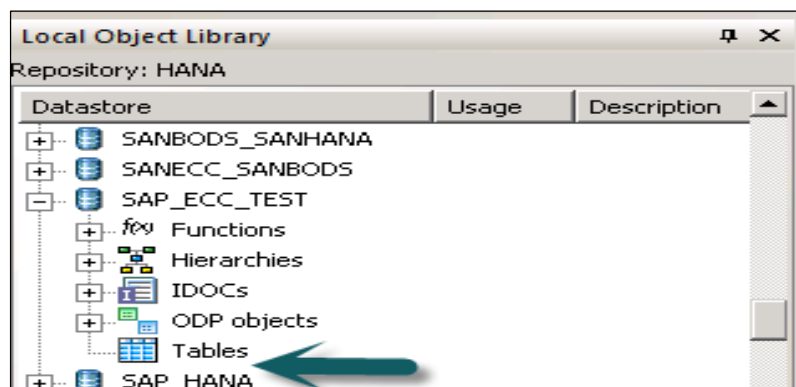 Local Object Library
Repository: HANA
Datastore Usage Description
SANBODS_SANHANA
SANECC_SANBODS
SAP_ECC_TEST
f(x) Functions
Hierarchies
IDOCs
ODP objects
Tables
SAP_HANA